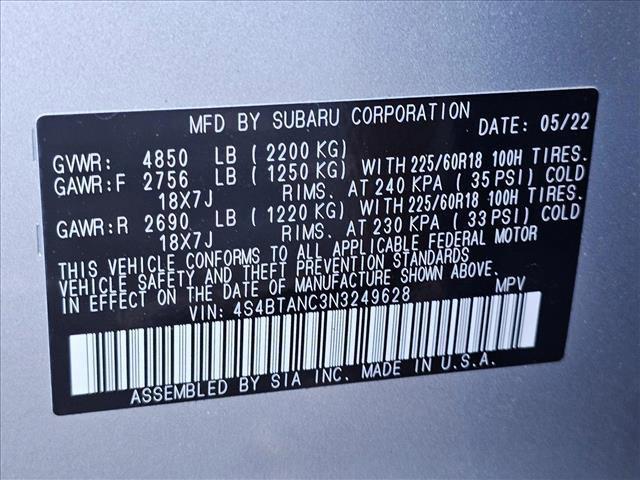 MFD BY SUBARU CORPORATION DATE: 05/22
GVWR: 4850 LB ( 2200 KG)
GAWR:F 2756 LB ( 1250 KG) WITH 225/60R18 100H TIRES.
18X7J RIMS. AT 240 KPA ( 35 PSI) COLD
GAWR:R 2690 LB ( 1220 KG) WITH 225/60R18 100H TIRES.
18X7J RIMS. AT 230 KPA ( 33 PSI) COLD
THIS VEHICLE CONFORMS TO ALL APPLICABLE FEDERAL MOTOR
VEHICLE SAFETY AND THEFT PREVENTION STANDARDS
IN EFFECT ON THE DATE OF MANUFACTURE SHOWN ABOVE.
VIN: 4S4BTANC3N3249628 MPV
ASSEMBLED BY SIA INC. MADE IN U.S.A.